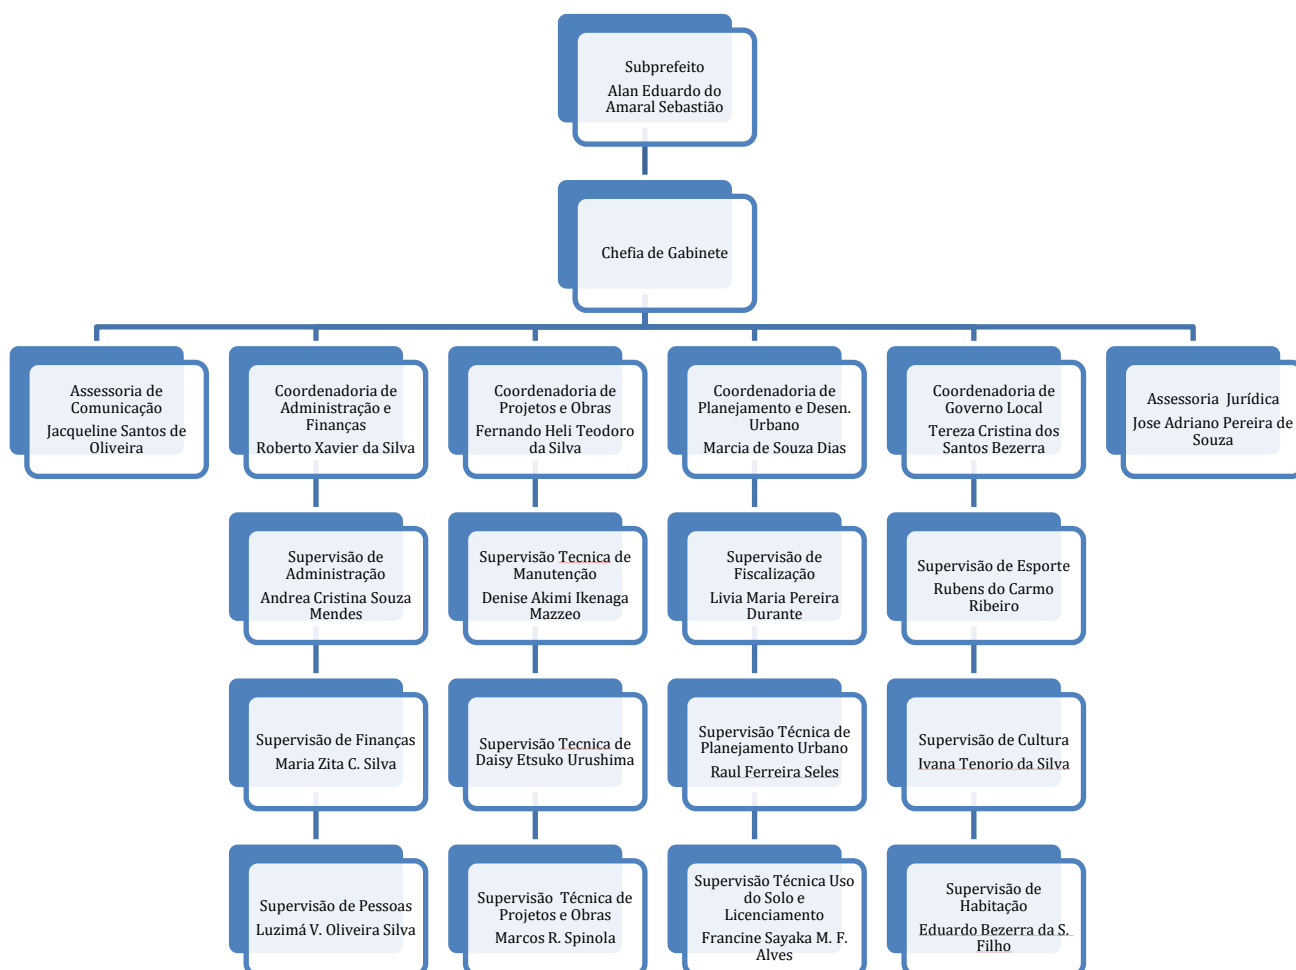 Subprefeito
Alan Eduardo do
Amaral Sebastião
Chefia de Gabinete
Assessoria de
Comunicação
Jacqueline Santos de
Oliveira
Coordenadoria de
Administração e
Finanças
Roberto Xavier da Silva
Coordenadoria de
Projetos e Obras
Fernando Heli Teodoro
da Silva
Coordenadoria de
Planejamento e Desen.
Urbano
Marcia de Souza Dias
Coordenadoria de
Governo Local
Tereza Cristina dos
Santos Bezerra
Assessoria Jurídica
Jose Adriano Pereira de
Souza
Supervisão de
Administração
Andrea Cristina Souza
Mendes
Supervisão Tecnica de
Manutenção
Denise Akimi Ikenaga
Mazzeo
Supervisão de
Fiscalização
Livia Maria Pereira
Durante
Supervisão de Esporte
Rubens do Carmo
Ribeiro
Supervisão de Finanças
Maria Zita C. Silva
Supervisão Tecnica de
Daisy Etsuko Urushima
Supervisão Técnica de
Planejamento Urbano
Raul Ferreira Seles
Supervisão de Cultura
Ivana Tenorio da Silva
Supervisão de Pessoas
Luzimá V. Oliveira Silva
Supervisão Técnica de
Projetos e Obras
Marcos R. Spinola
Supervisão Técnica Uso
do Solo e
Licenciamento
Francine Sayaka M. F.
Alves
Supervisão de
Habitação
Eduardo Bezerra da S.
Filho